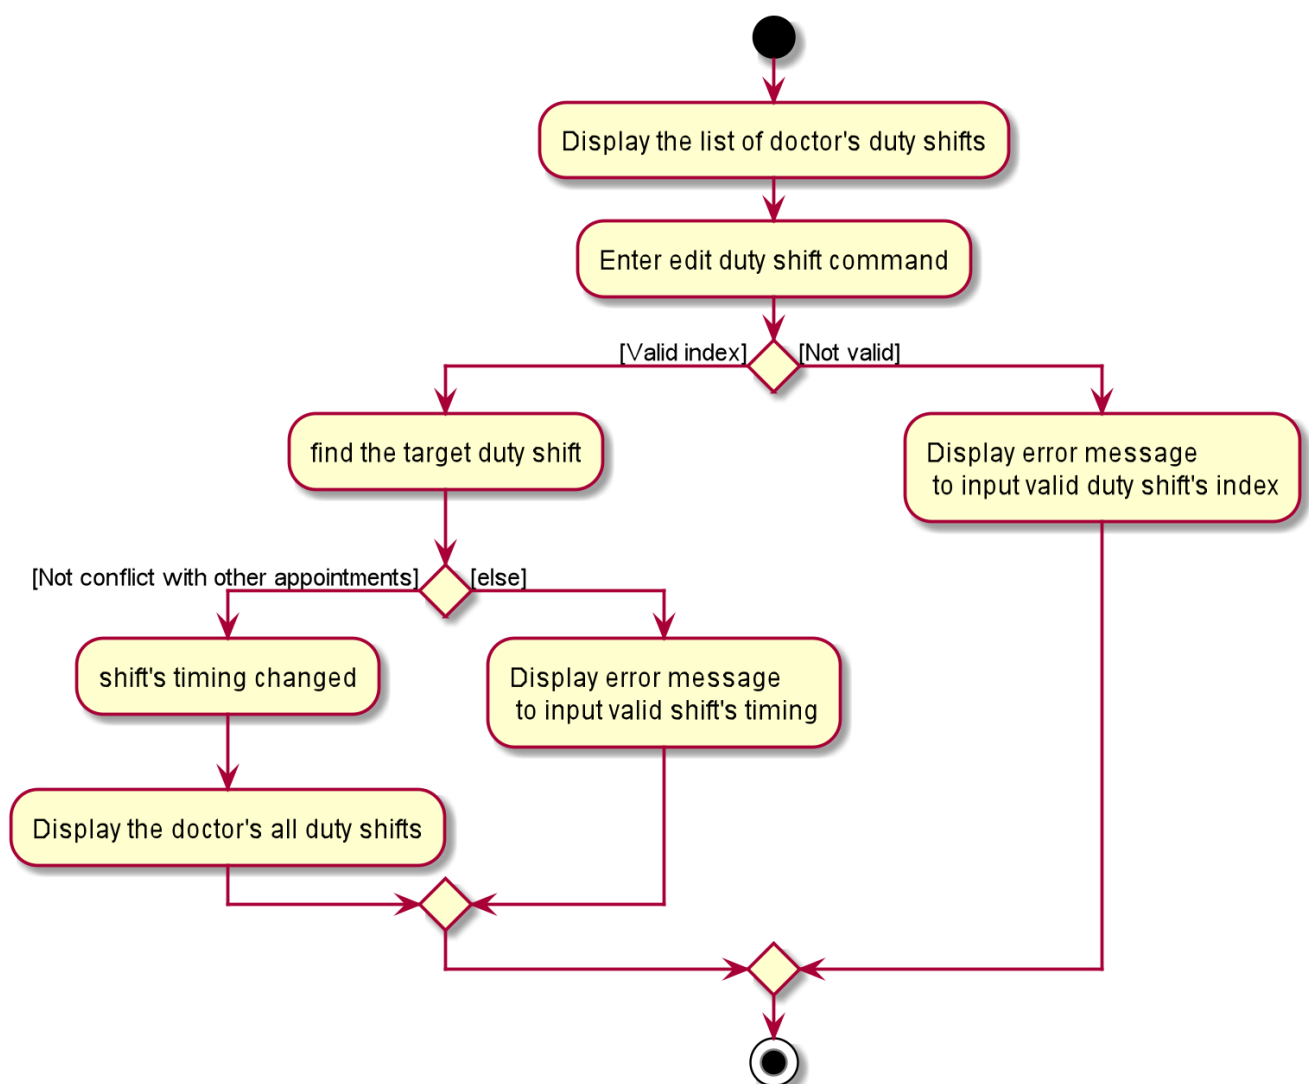 Display the list of doctor's duty shifts
Enter edit duty shift command
[Valid index]
[Not valid]
find the target duty shift
Display error message
to input valid duty shift's index
[Not conflict with other appointments]
[else]
shift's timing changed
Display error message
to input valid shift's timing
Display the doctor's all duty shifts